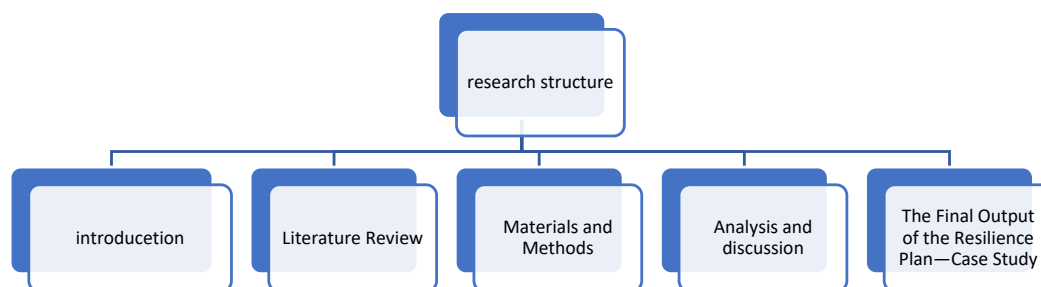 research structure
introducetion
Literature Review
Materials and
Methods
Analysis and
discussion
The Final Output
of the Resilience
Plan—Case Study